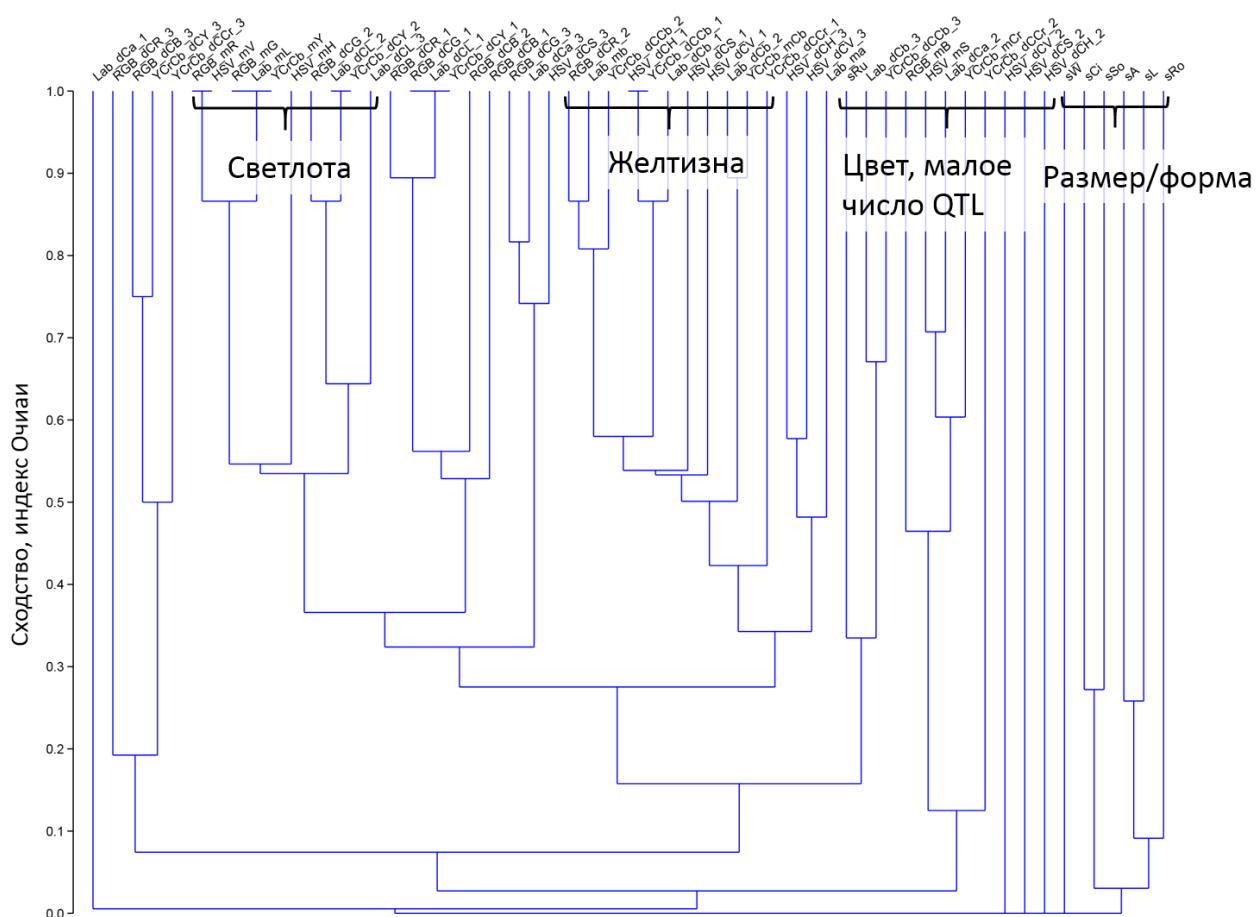 Lab_dCa_1
RGB_dCR_3
RGB_dCB_3
YCrCb_dCY_3
YCrCb_dCCr_3
RGB_mR
HSV_mV
RGB_mG
Lab_mL
YCrCb_mY
HSV_mH
RGB_dCG_2
Lab_dCL_2
YCrCb_dCY_2
Lab_dCL_3
RGB_dCR_1
RGB_dCG_1
Lab_dCL_1
YCrCb_dCY_1
RGB_dCB_2
RGB_dCB_1
RGB_dCG_3
Lab_dCa_3
HSV_dCS_3
RGB_dCR_2
Lab_mb
YCrCb_dCCb_2
HSV_dCH_1
YCrCb_dCCb_1
Lab_dCb_1
HSV_dCS_1
HSV_dCV_1
Lab_dCb_2
YCrCb_mCb
YCrCb_dCCr_1
HSV_dCH_3
HSV_dCV_3
Lab_ma
sRu
Lab_dCb_3
YCrCb_dCCb_3
RGB_mB
HSV_mS
Lab_dCa_2
YCrCb_mCr
YCrCb_dCCr_2
HSV_dCV_2
HSV_dCS_2
HSV_dCH_2
sW
sCi
sSo
sA
sL
sRo
Светлота
Желтизна
Цвет, малое
число QTL
Размер/форма
1.0
0.9
0.8
0.7
0.6
0.5
0.4
0.3
0.2
0.1
0.0
Сходство, индекс Очиаи